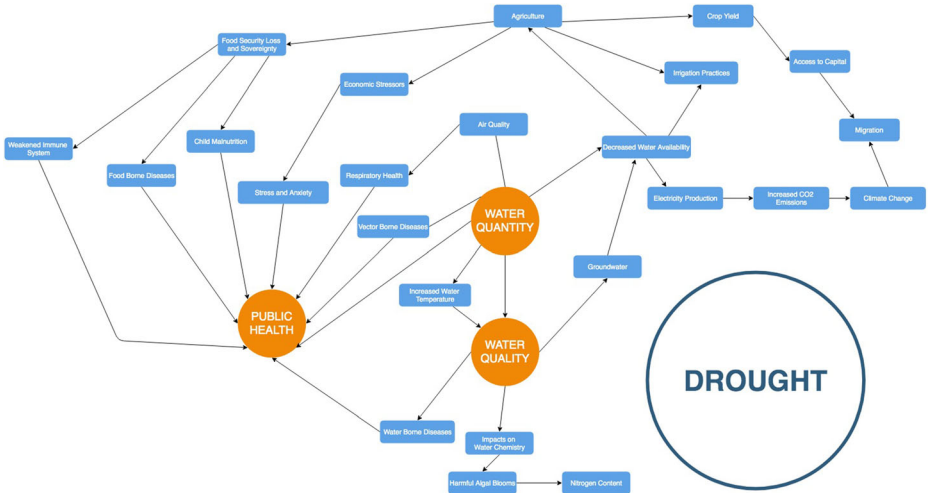 Agriculture
Crop Yield
Food Security Loss
and Sovereignty
Access to Capital
Economic Stressors
Irrigation Practices
Air Quality
Migration
Weakened Immune
System
Child Malnutrition
Decreased Water Availability
Food Borne Diseases
Respiratory Health
Stress and Anxiety
Electricity Production
Increased CO2
Emissions
Climate Change
WATER
QUANTITY
Vector Borne Diseases
Groundwater
Increased Water
Temperature
PUBLIC
HEALTH
WATER
QUALITY
DROUGHT
Water Borne Diseases
Impacts on
Water Chemistry
Harmful Algal Blooms
Nitrogen Content